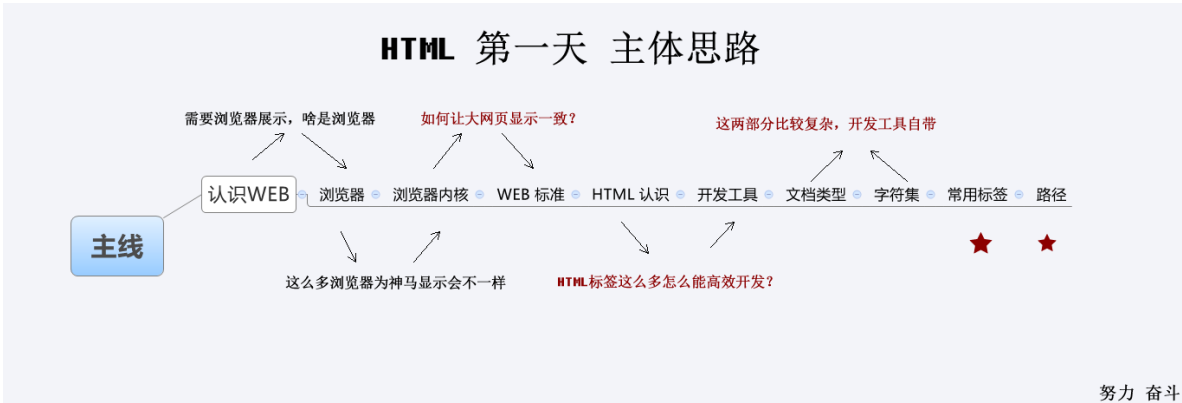 HTML 第一天 主体思路
需要浏览器展示，啥是浏览器
如何让大网页显示一致？
这两部分比较复杂，开发工具自带
认识WEB 浏览器 浏览器内核 WEB 标准 HTML 认识 开发工具 文档类型 字符集 常用标签 路径
主线
这么多浏览器为神马显示会不一样
HTML标签这么多怎么能高效开发？
努力 奋斗